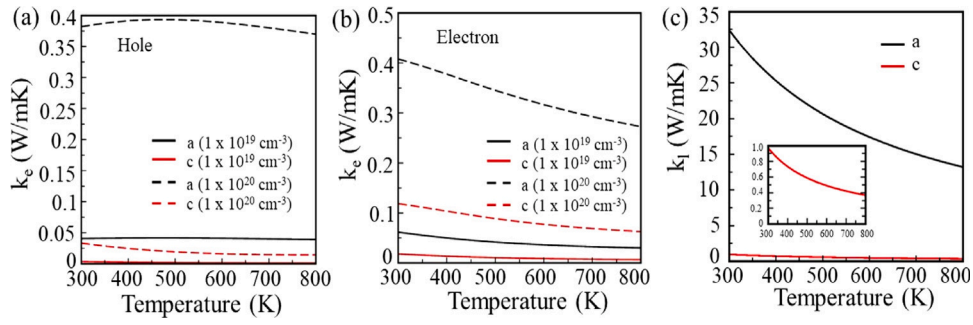 (a)
0.4
0.35
0.3
0.25
0.2
0.15
0.1
0.05
0
k_e (W/mK)
Hole
a (1 x 10^19 cm^-3)
c (1 x 10^19 cm^-3)
a (1 x 10^20 cm^-3)
c (1 x 10^20 cm^-3)
300 400 500 600 700 800
Temperature (K)
(b)
0.5
0.4
0.3
0.2
0.1
0
k_e (W/mK)
Electron
a (1 x 10^19 cm^-3)
c (1 x 10^19 cm^-3)
a (1 x 10^20 cm^-3)
c (1 x 10^20 cm^-3)
300 400 500 600 700 800
Temperature (K)
(c)
35
30
25
20
15
10
5
0
k_l (W/mK)
a
c
1.0
0.8
0.6
0.4
0.2
0
300 400 500 600 700 800
300 400 500 600 700 800
Temperature (K)